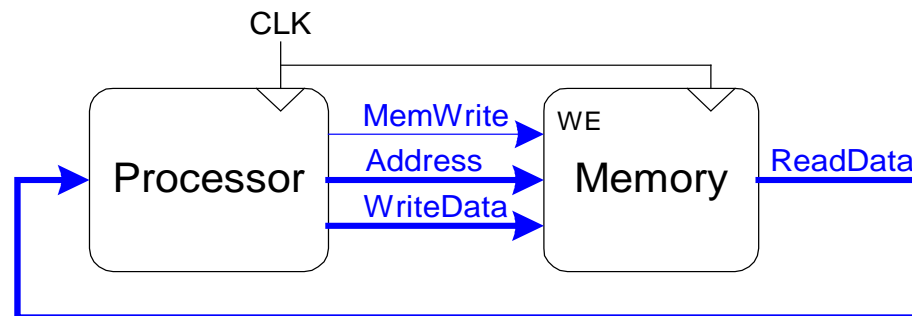 CLK
MemWrite
WE
Processor
Address
Memory
ReadData
WriteData